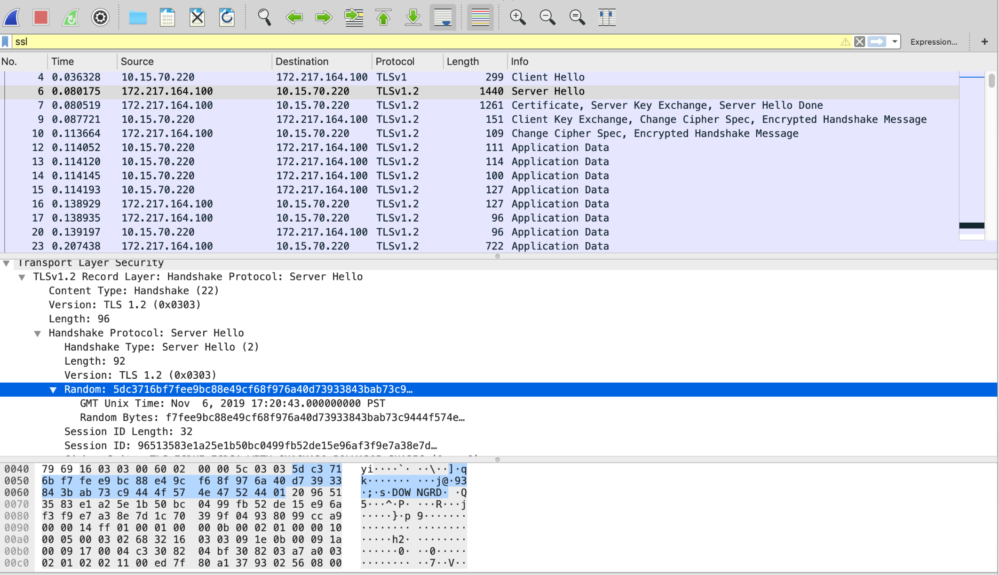 ssl
Expression...
No. Time Source Destination Protocol Length Info
4 0.036328 10.15.70.220 172.217.164.100 TLSv1 299 Client Hello
6 0.080175 172.217.164.100 10.15.70.220 TLSv1.2 1440 Server Hello
7 0.080519 172.217.164.100 10.15.70.220 TLSv1.2 1261 Certificate, Server Key Exchange, Server Hello Done
9 0.087721 10.15.70.220 172.217.164.100 TLSv1.2 151 Client Key Exchange, Change Cipher Spec, Encrypted Handshake Message
10 0.113664 172.217.164.100 10.15.70.220 TLSv1.2 109 Change Cipher Spec, Encrypted Handshake Message
12 0.114052 10.15.70.220 172.217.164.100 TLSv1.2 111 Application Data
13 0.114120 10.15.70.220 172.217.164.100 TLSv1.2 114 Application Data
14 0.114145 10.15.70.220 172.217.164.100 TLSv1.2 100 Application Data
15 0.114193 10.15.70.220 172.217.164.100 TLSv1.2 127 Application Data
16 0.138929 172.217.164.100 10.15.70.220 TLSv1.2 127 Application Data
17 0.138935 172.217.164.100 10.15.70.220 TLSv1.2 96 Application Data
20 0.139197 10.15.70.220 172.217.164.100 TLSv1.2 96 Application Data
23 0.207438 172.217.164.100 10.15.70.220 TLSv1.2 722 Application Data
Transport Layer Security
TLSv1.2 Record Layer: Handshake Protocol: Server Hello
Content Type: Handshake (22)
Version: TLS 1.2 (0x0303)
Length: 96
Handshake Protocol: Server Hello
Handshake Type: Server Hello (2)
Length: 92
Version: TLS 1.2 (0x0303)
Random: 5dc3716bf7fee9bc88e49cf68f976a40d73933843bab73c9…
GMT Unix Time: Nov  6, 2019 17:20:43.000000000 PST
Random Bytes: f7fee9bc88e49cf68f976a40d73933843bab73c9444f574e…
Session ID Length: 32
Session ID: 96513583e1a25e1b50bc0499fb52de15e96af3f9e7a38e7d…
0040 79 69 16 03 03 00 60 02 00 00 5c 03 03 5d c3 71 yi····`· ··\··]·q
0050 6b f7 fe e9 bc 88 e4 9c f6 8f 97 6a 40 d7 39 33 k······· ···j@·93
0060 84 3b ab 73 c9 44 4f 57 4e 47 52 44 01 20 96 51 ·;·s·DOW NGRD· ·Q
0070 35 83 e1 a2 5e 1b 50 bc 04 99 fb 52 de 15 e9 6a 5···^·P· ···R···j
0080 f3 f9 e7 a3 8e 7d 1c 70 39 9f 04 93 80 99 cc a9 ·····}·p 9·······
0090 00 00 14 ff 01 00 01 00 00 0b 00 02 01 00 00 10 ········ ········
00a0 00 05 00 03 02 68 32 16 03 03 09 1e 0b 00 09 1a ·····h2· ········
00b0 00 09 17 00 04 c3 30 82 04 bf 30 82 03 a7 a0 03 ······0· ··0·····
00c0 02 01 02 02 11 00 ed 7f 80 a1 37 93 02 56 08 00 ········ ··7··V··